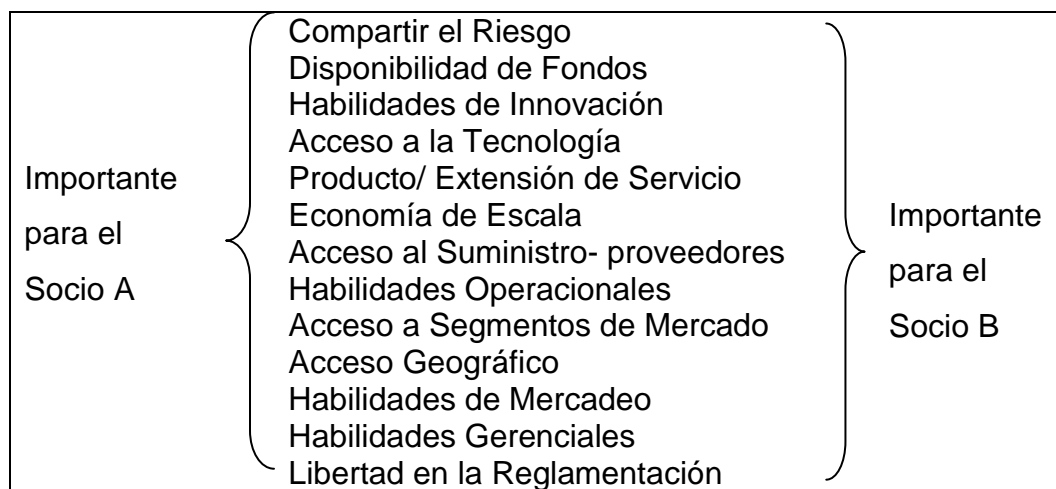 Importante
para el
Socio A
Compartir el Riesgo
Disponibilidad de Fondos
Habilidades de Innovación
Acceso a la Tecnología
Producto/ Extensión de Servicio
Economía de Escala
Acceso al Suministro- proveedores
Habilidades Operacionales
Acceso a Segmentos de Mercado
Acceso Geográfico
Habilidades de Mercadeo
Habilidades Gerenciales
Libertad en la Reglamentación
Importante
para el
Socio B